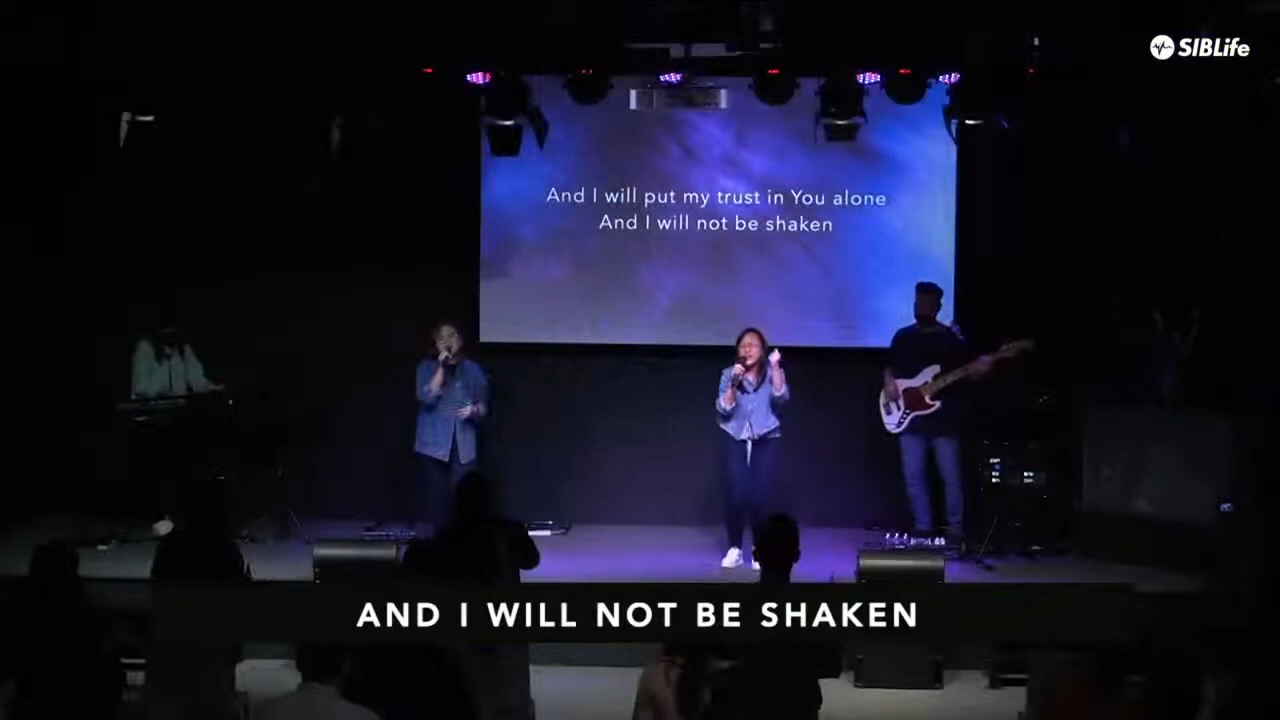 SIBLife
And I will put my trust in You alone
And I will not be shaken
AND I WILL NOT BE SHAKEN